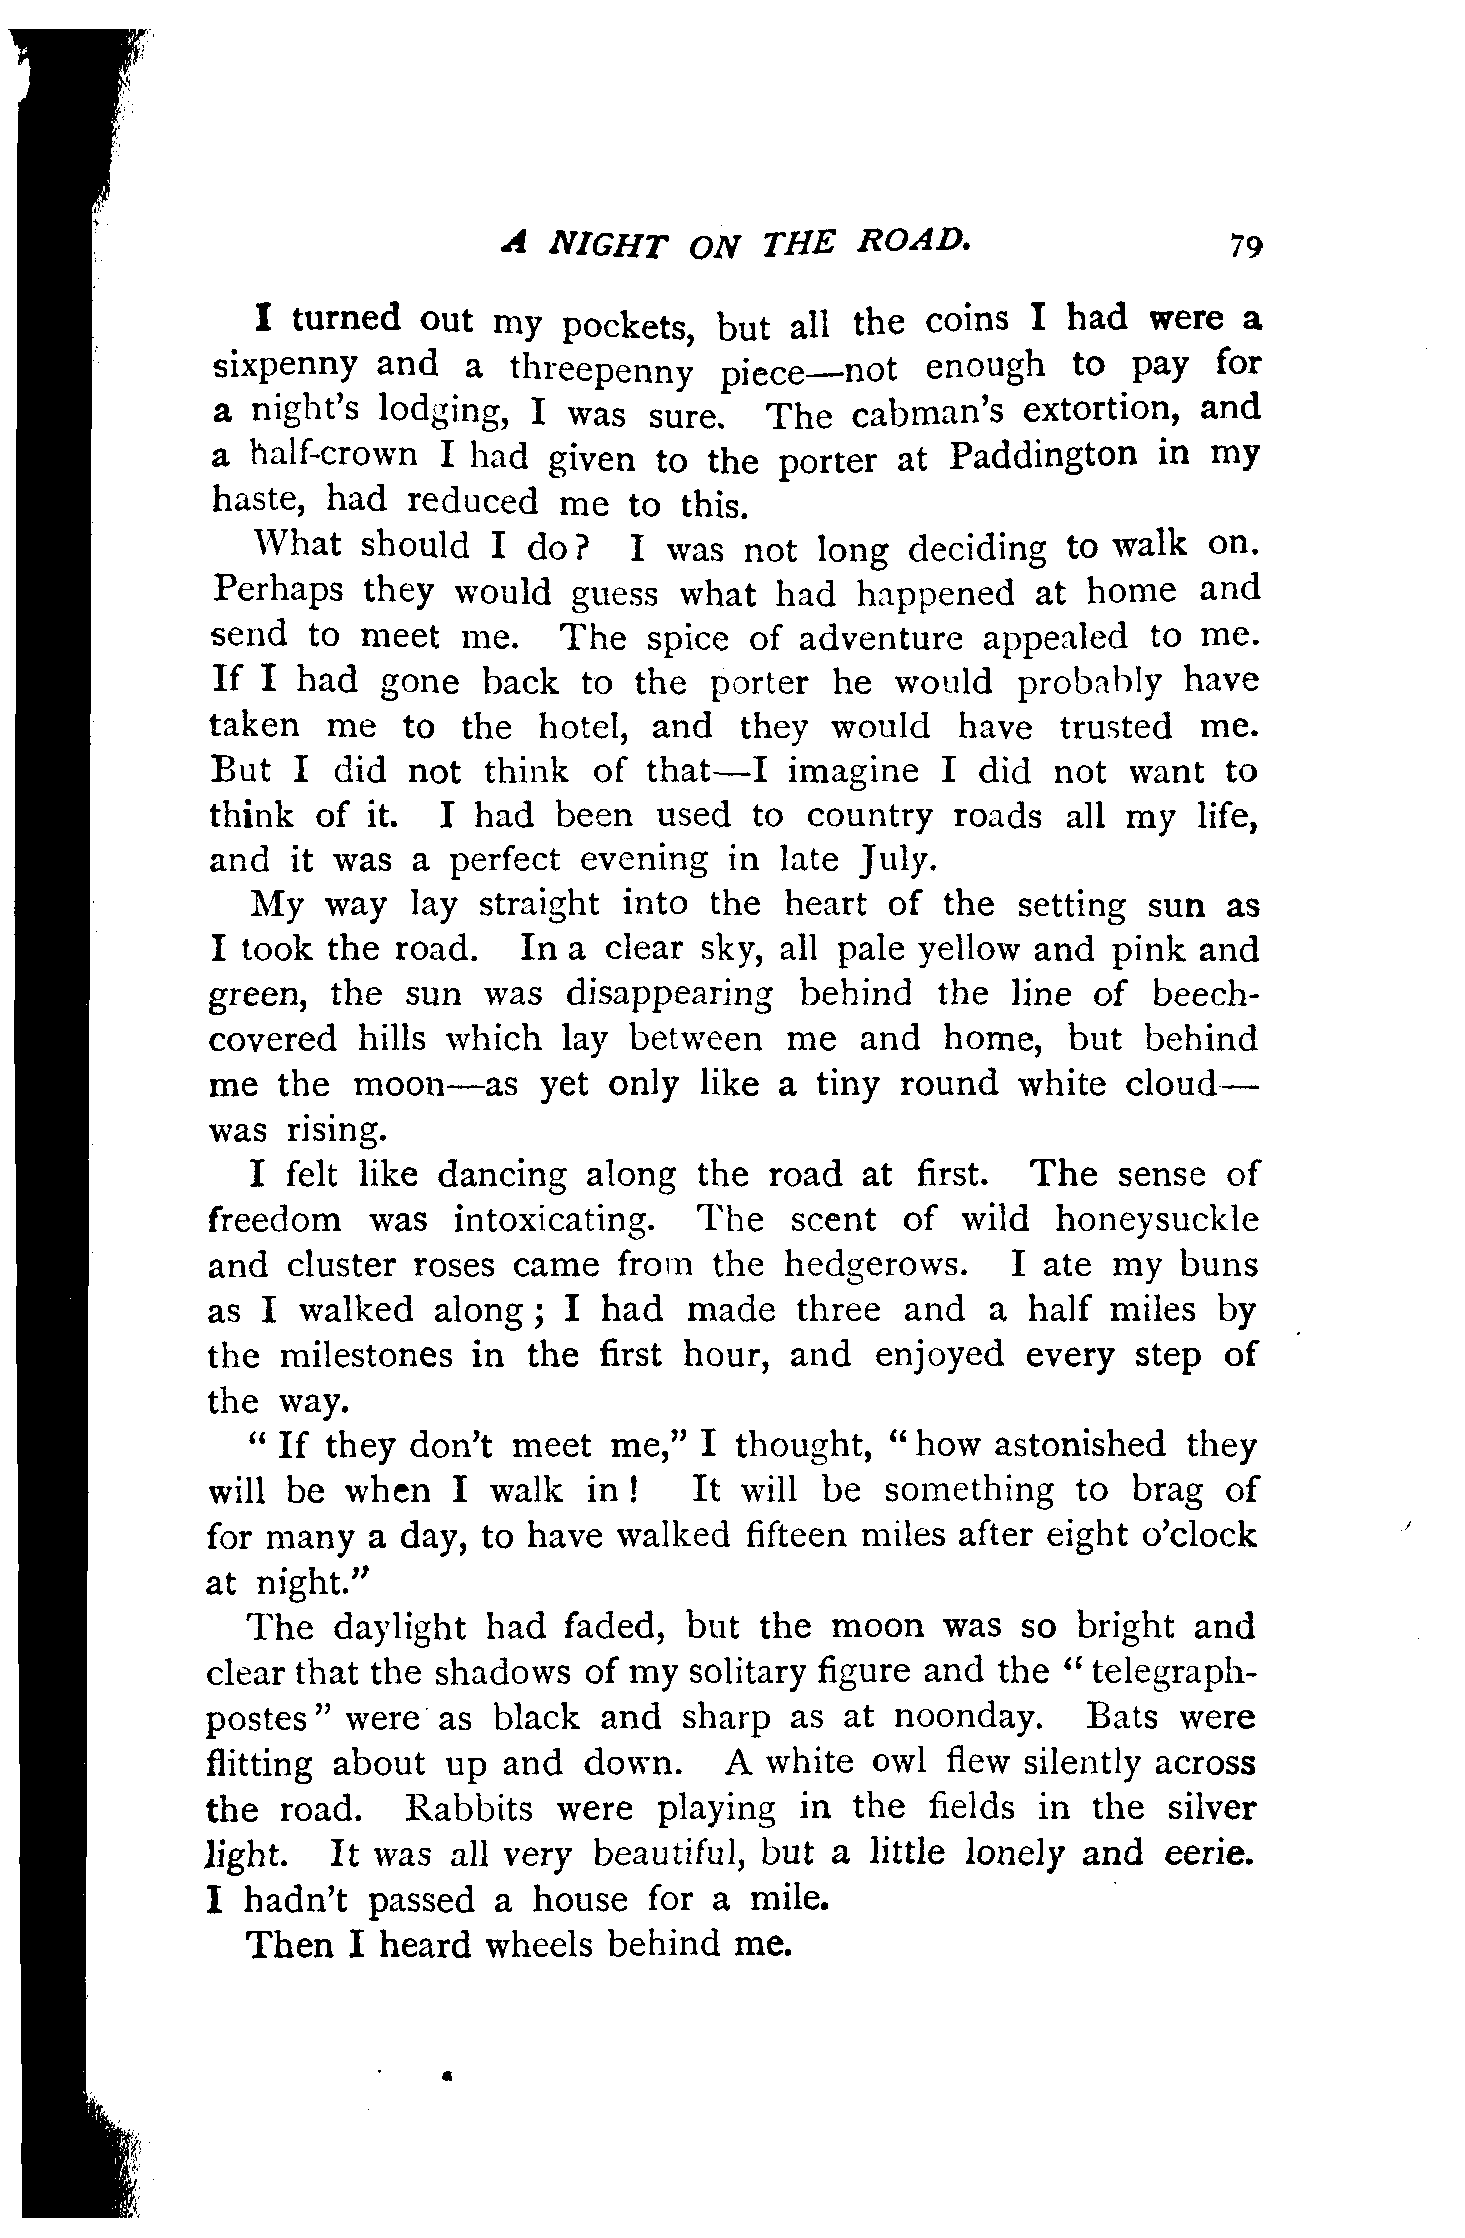 A NIGHT ON THE ROAD. 79
I turned out my pockets, but all the coins I had were a
sixpenny and a threepenny piece—not enough to pay for
a night's lodging, I was sure. The cabman's extortion, and
a half-crown I had given to the porter at Paddington in my
haste, had reduced me to this.
What should I do? I was not long deciding to walk on.
Perhaps they would guess what had happened at home and
send to meet me. The spice of adventure appealed to me.
If I had gone back to the porter he would probably have
taken me to the hotel, and they would have trusted me.
But I did not think of that—I imagine I did not want to
think of it. I had been used to country roads all my life,
and it was a perfect evening in late July.
My way lay straight into the heart of the setting sun as
I took the road. In a clear sky, all pale yellow and pink and
green, the sun was disappearing behind the line of beech-
covered hills which lay between me and home, but behind
me the moon—as yet only like a tiny round white cloud—
was rising.
I felt like dancing along the road at first. The sense of
freedom was intoxicating. The scent of wild honeysuckle
and cluster roses came from the hedgerows. I ate my buns
as I walked along; I had made three and a half miles by
the milestones in the first hour, and enjoyed every step of
the way.
"If they don't meet me," I thought, "how astonished they
will be when I walk in! It will be something to brag of
for many a day, to have walked fifteen miles after eight o'clock
at night."
The daylight had faded, but the moon was so bright and
clear that the shadows of my solitary figure and the "telegraph-
postes" were as black and sharp as at noonday. Bats were
flitting about up and down. A white owl flew silently across
the road. Rabbits were playing in the fields in the silver
light. It was all very beautiful, but a little lonely and eerie.
I hadn't passed a house for a mile.
Then I heard wheels behind me.